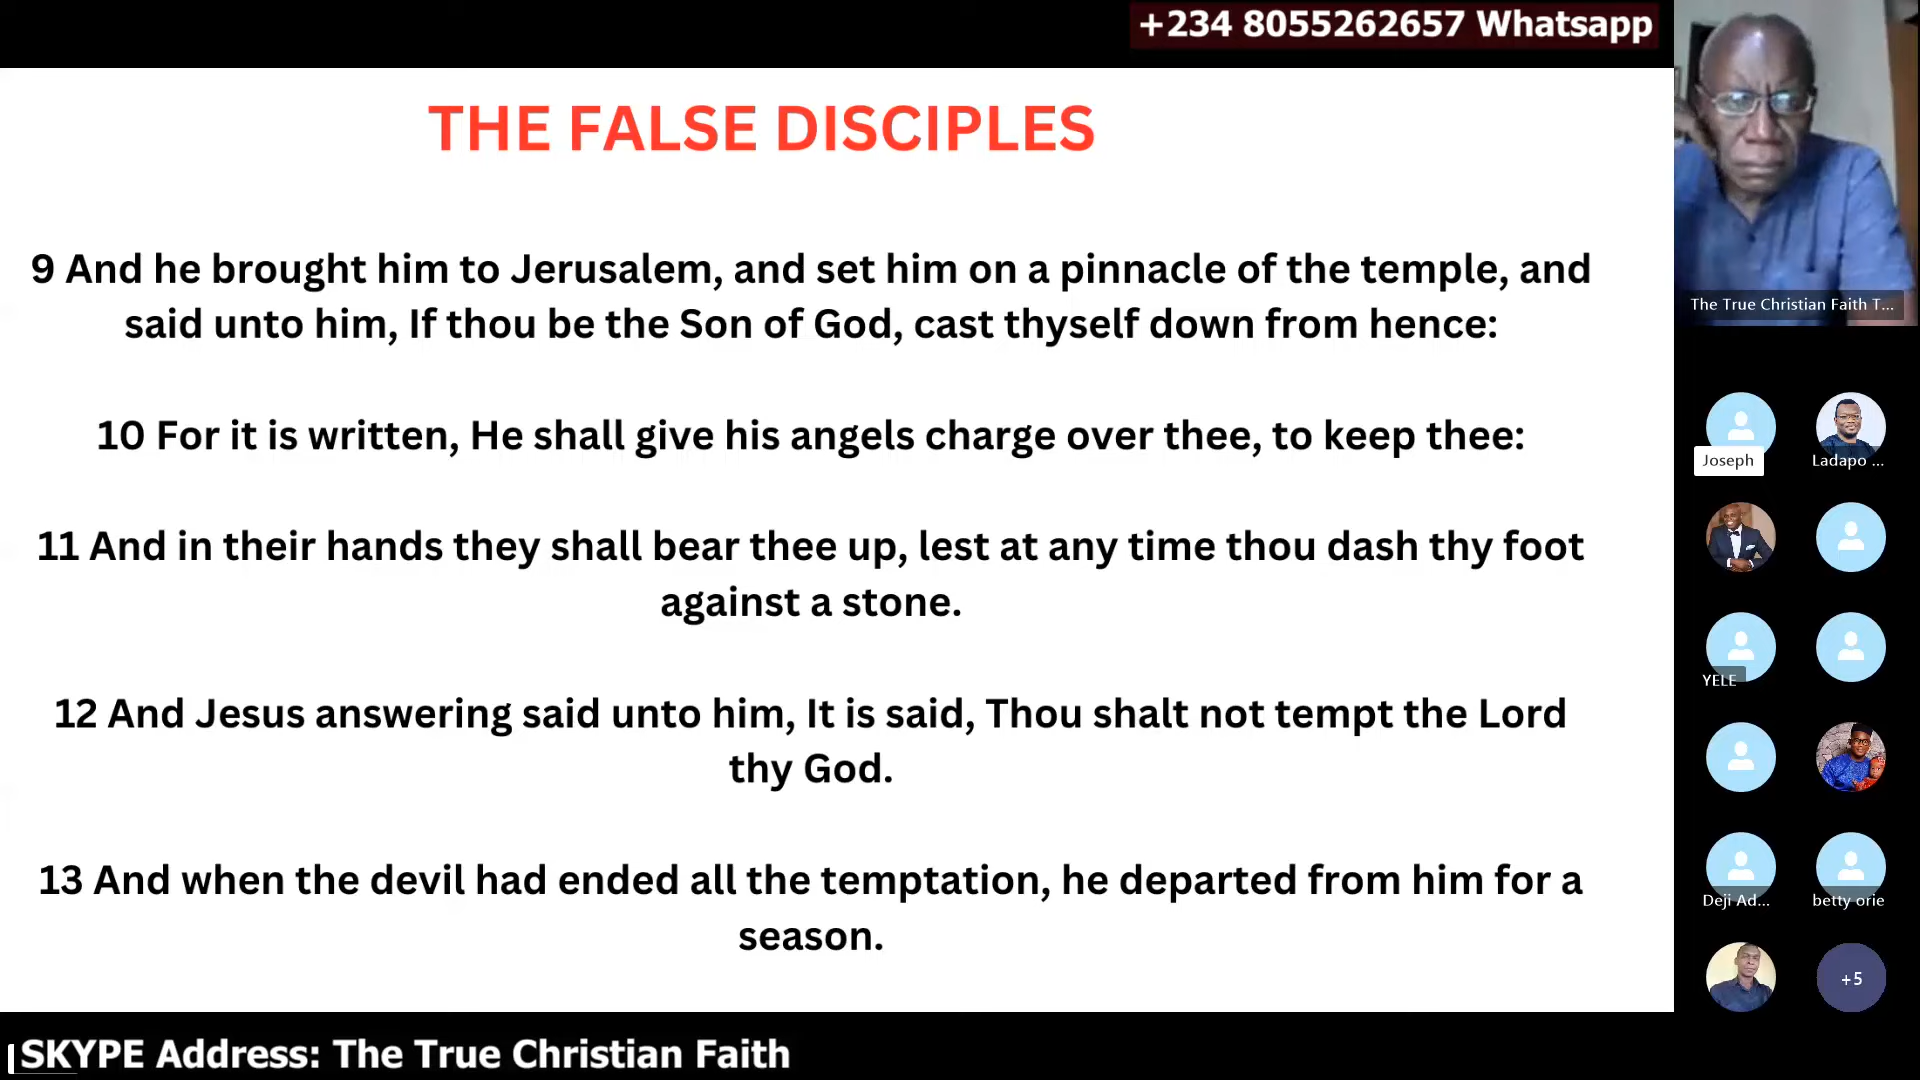 +234 8055262657 Whatsapp
THE FALSE DISCIPLES
9 And he brought him to Jerusalem, and set him on a pinnacle of the temple, and
said unto him, If thou be the Son of God, cast thyself down from hence:
10 For it is written, He shall give his angels charge over thee, to keep thee:
11 And in their hands they shall bear thee up, lest at any time thou dash thy foot
against a stone.
12 And Jesus answering said unto him, It is said, Thou shalt not tempt the Lord
thy God.
13 And when the devil had ended all the temptation, he departed from him for a
season.
The True Christian Faith T...
Joseph
Ladapo ...
YELE
Deji Ad...
betty orie
+5
SKYPE Address: The True Christian Faith